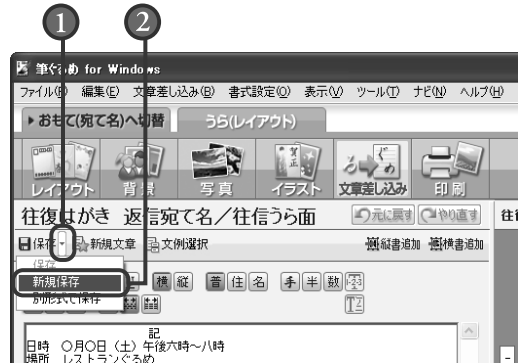 1 2
筆ぐるめ for Windows
ファイル(F) 編集(E) 文章差し込み(B) 書式設定(O) 表示(V) ツール(T) ナビ(N) ヘルプ(H)
おもて(宛て名)へ切替 うら(レイアウト)
レイアウト 背景 写真 イラスト 文章差し込み 印刷
往復はがき 返信宛て名/往信うら面 元に戻す やり直す 往
保存 新規文章 文例選択 縦書追加 横書追加
保存
新規保存 横 縦 普 住 名 手 半 数
別形式で保存
記
日時 ○月○日(土)午後六時~八時
場所 レストランぐるめ